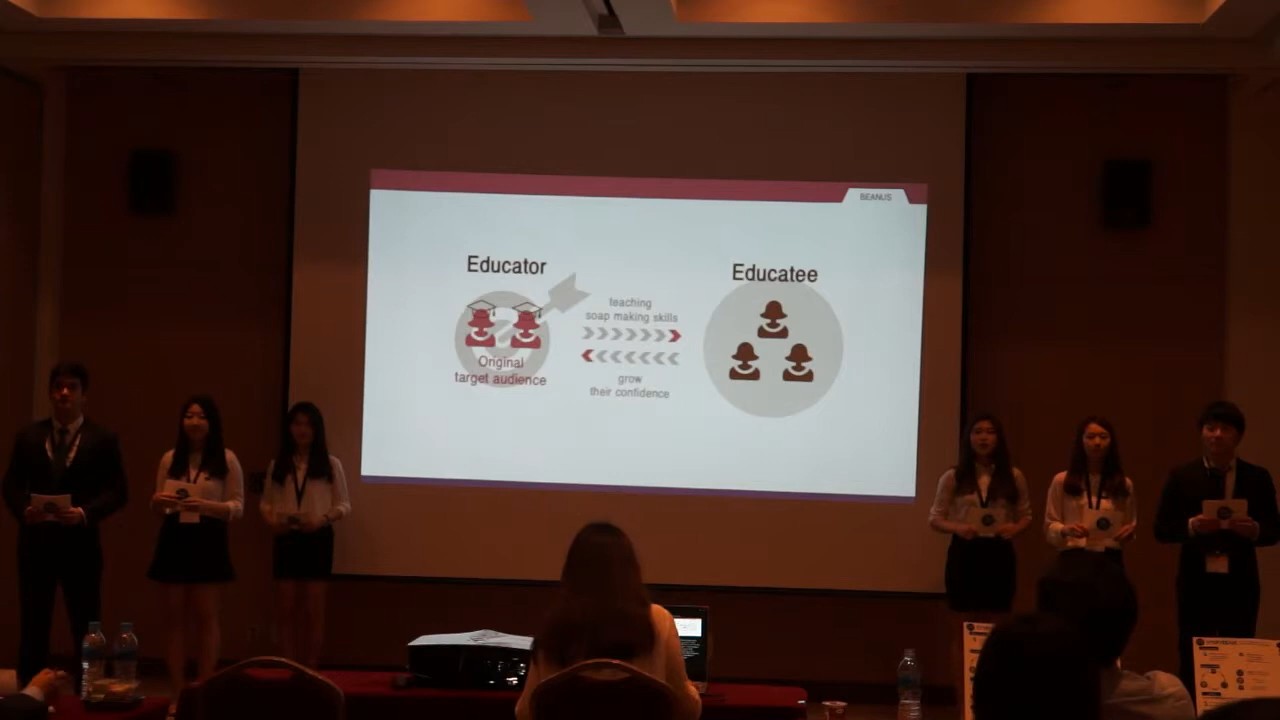 BEANUS
Educator
Educatee
teaching
soap making skills
Original
target audience
grow
their confidence